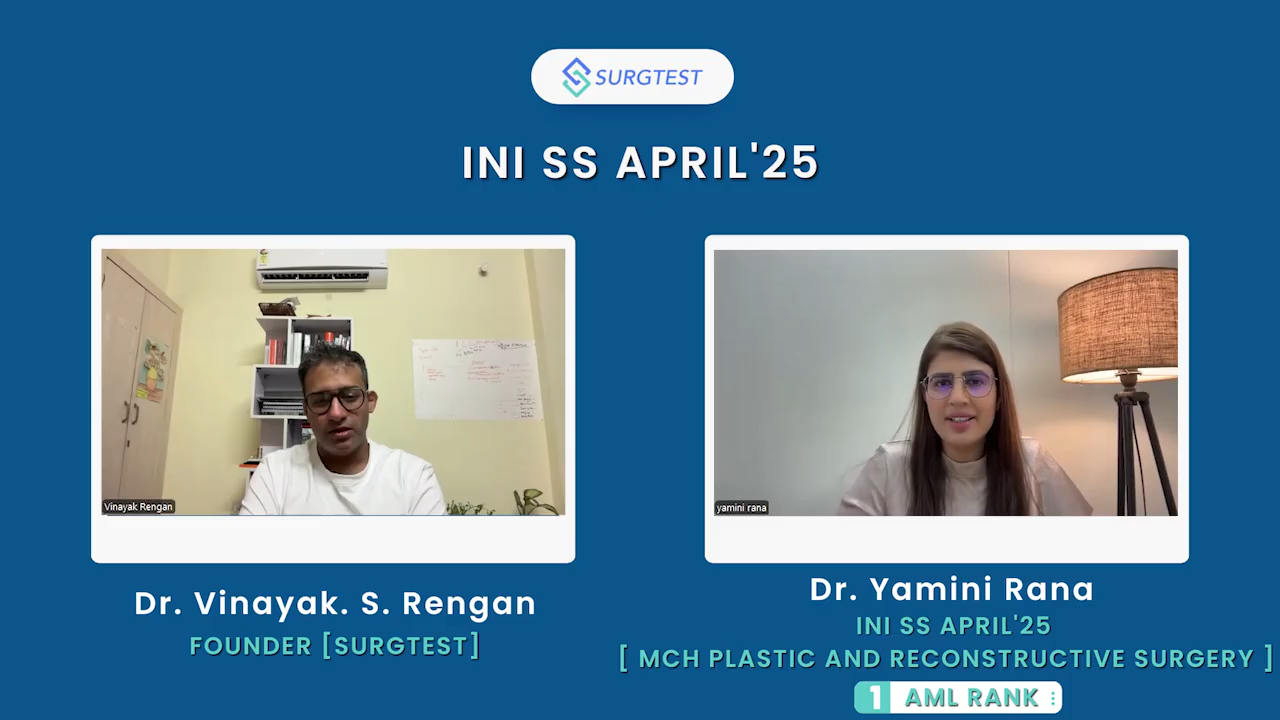 SURGTEST
INI SS APRIL'25
Vinayak Rengan
yamini rana
Dr. Vinayak. S. Rengan
FOUNDER [SURGTEST]
Dr. Yamini Rana
INI SS APRIL'25
[ MCH PLASTIC AND RECONSTRUCTIVE SURGERY ]
1 AML RANK